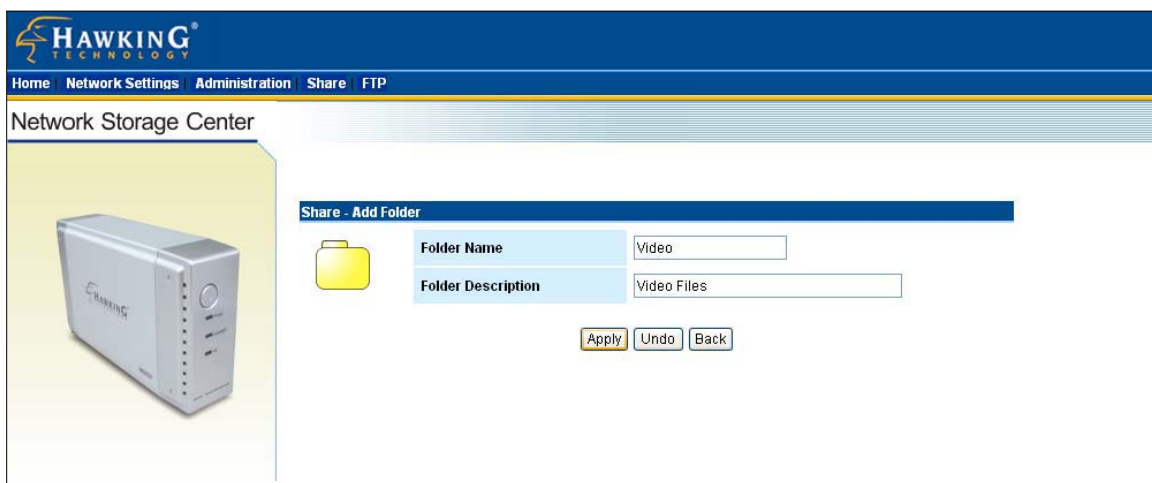 HAWKING®
TECHNOLOGY
Home | Network Settings | Administration | Share | FTP
Network Storage Center
Share - Add Folder
Folder Name Video
Folder Description Video Files
Apply Undo Back
HAWKING